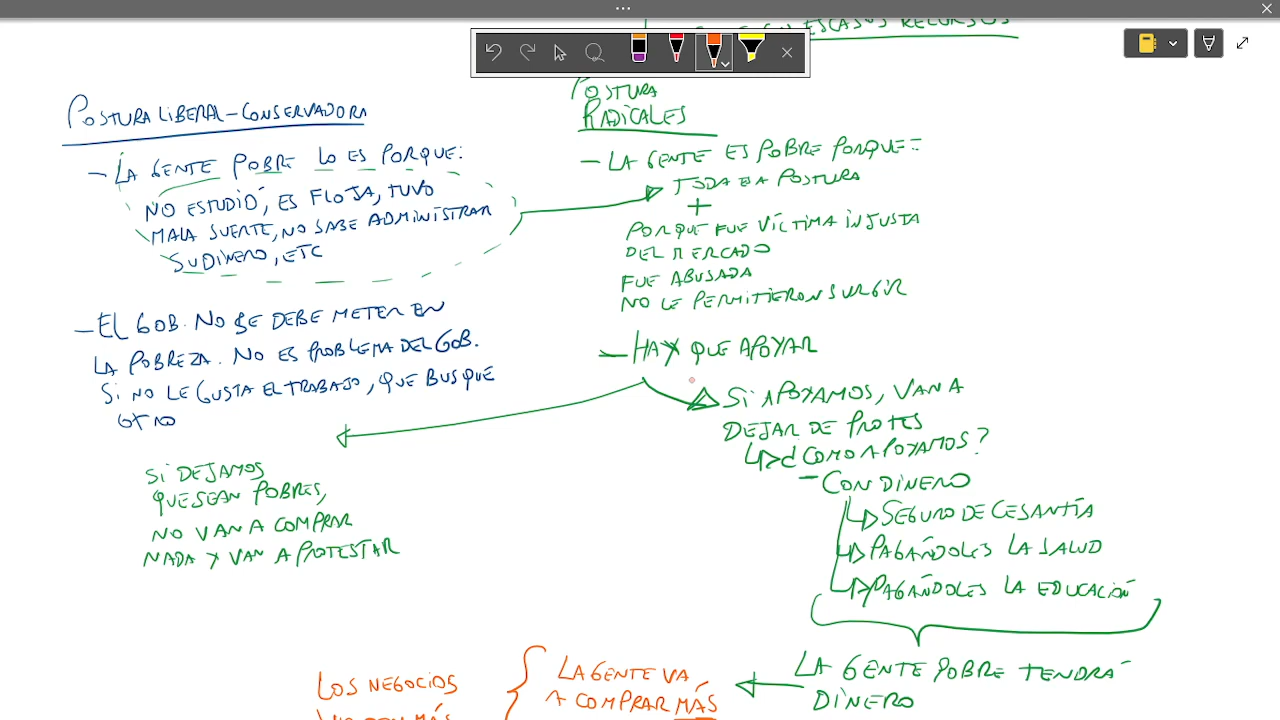 ESCASOS RECURSOS
POSTURA LIBERAL-CONSERVADORA
- LA GENTE POBRE LO ES PORQUE:
NO ESTUDIÓ, ES FLOJA, TUVO
MALA SUERTE, NO SABE ADMINISTRAR
SU DINERO, ETC
- EL GOB. NO SE DEBE METER EN
LA POBREZA. NO ES PROBLEMA DEL GOB.
SI NO LE GUSTA EL TRABAJO, QUE BUSQUE
OTRO
SI DEJAMOS
QUE SEAN POBRES,
NO VAN A COMPRAR
NADA Y VAN A PROTESTAR
POSTURA
RADICALES
- LA GENTE ES POBRE PORQUE:
TODA POSTURA
+
PORQUE FUE VÍCTIMA INJUSTA
DEL MERCADO
FUE ABUSADA
NO LE PERMITIERON SURGIR
- HAY QUE APOYAR
SI APOYAMOS, VAN A
DEJAR DE PROTES
¿COMO APOYAMOS?
- CON DINERO
SEGURO DE CESANTÍA
PAGÁNDOLES LA SALUD
PAGÁNDOLES LA EDUCACIÓN
LA GENTE POBRE TENDRÁ
DINERO
LA GENTE VA
A COMPRAR MÁS
LOS NEGOCIOS
MÁS